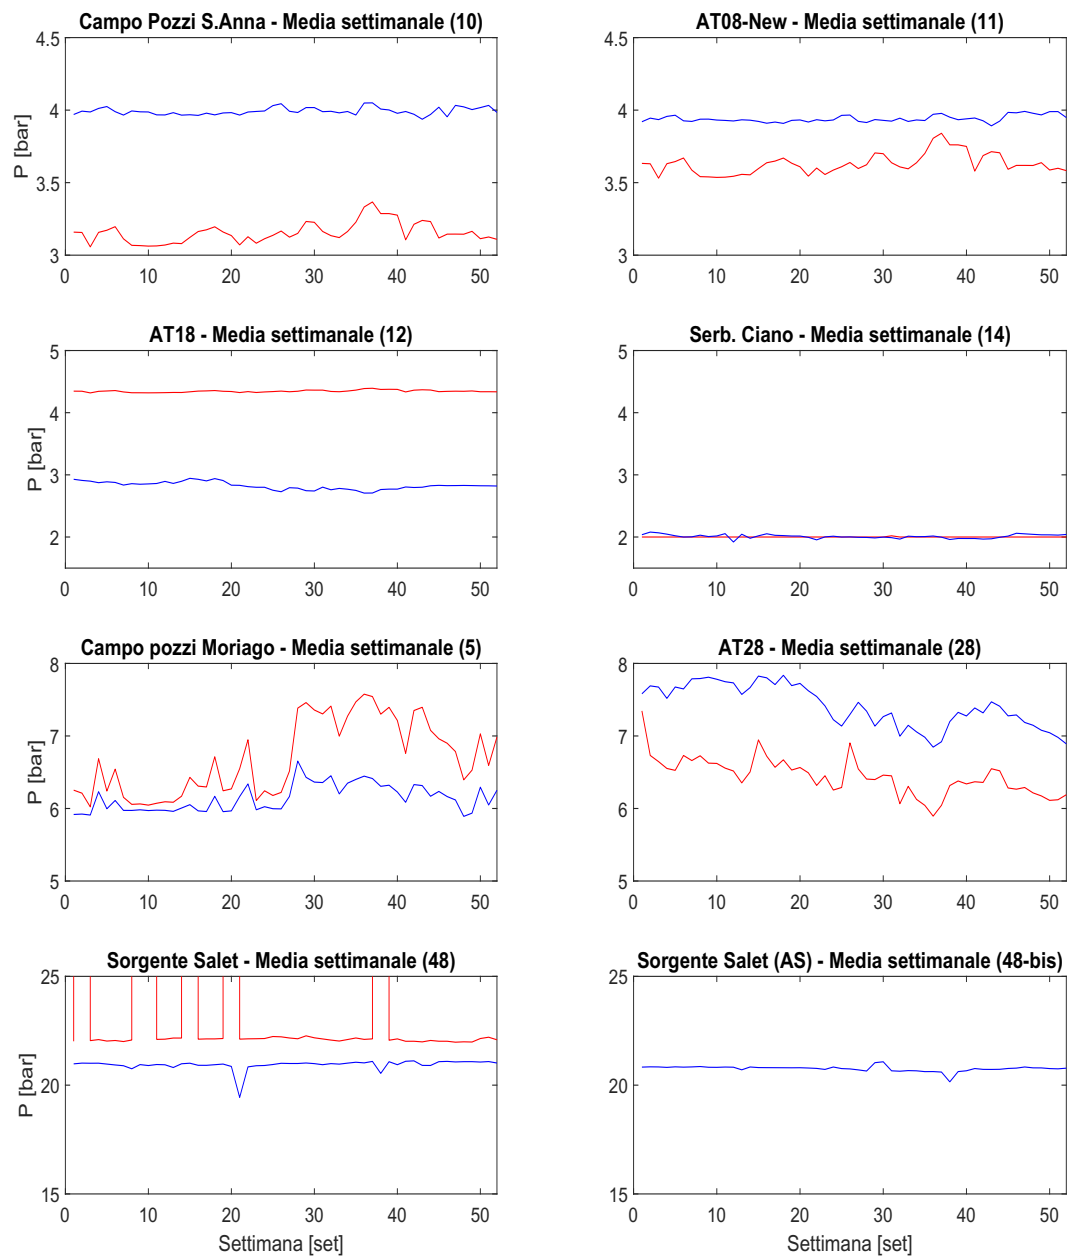 Campo Pozzi S.Anna - Media settimanale (10)
4.5
4
3.5
3
P [bar]
0 10 20 30 40 50
AT08-New - Media settimanale (11)
4.5
4
3.5
3
0 10 20 30 40 50
AT18 - Media settimanale (12)
5
4
3
2
P [bar]
0 10 20 30 40 50
Serb. Ciano - Media settimanale (14)
5
4
3
2
0 10 20 30 40 50
Campo pozzi Moriago - Media settimanale (5)
8
7
6
5
P [bar]
0 10 20 30 40 50
AT28 - Media settimanale (28)
8
7
6
5
0 10 20 30 40 50
Sorgente Salet - Media settimanale (48)
25
20
15
P [bar]
0 10 20 30 40 50
Settimana [set]
Sorgente Salet (AS) - Media settimanale (48-bis)
25
20
15
0 10 20 30 40 50
Settimana [set]